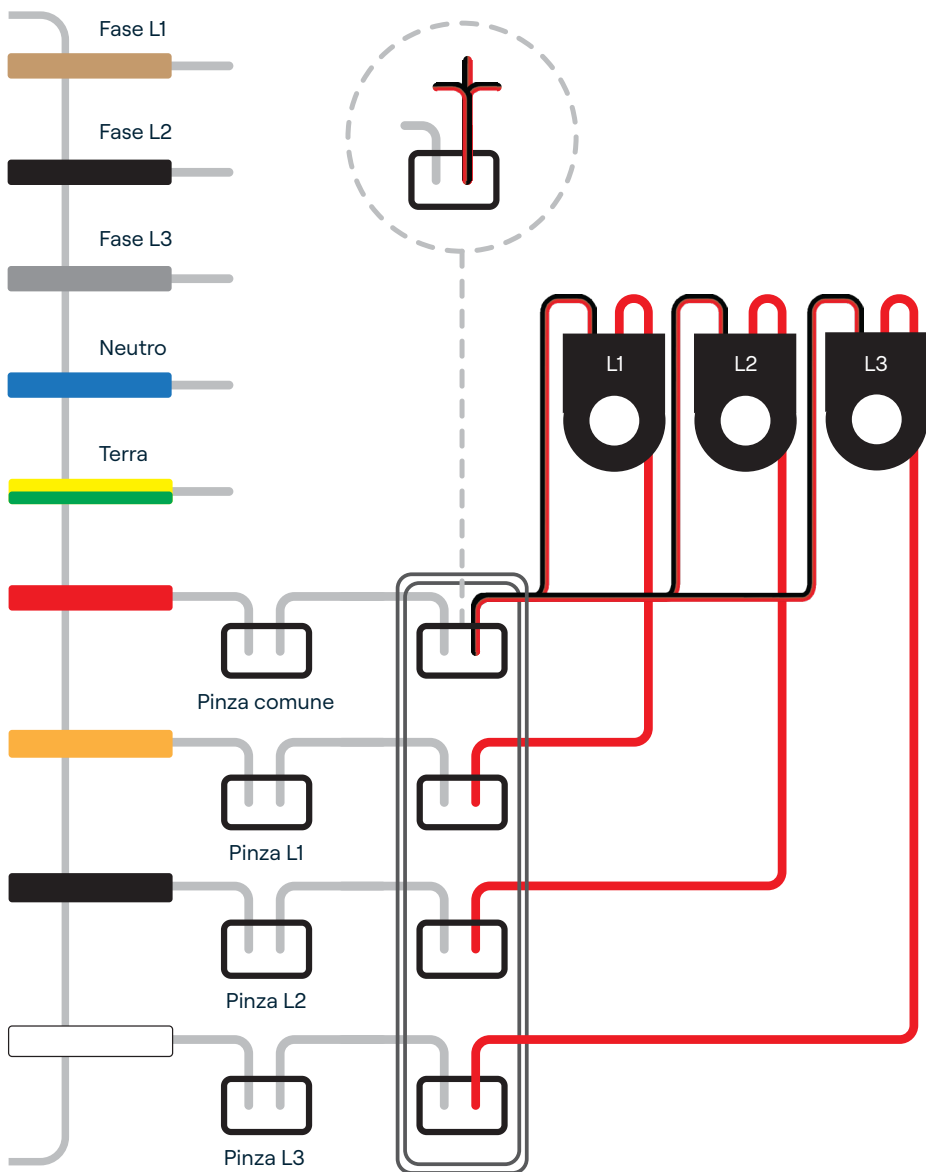 Fase L1
Fase L2
Fase L3
Neutro
Terra
L1
L2
L3
Pinza comune
Pinza L1
Pinza L2
Pinza L3